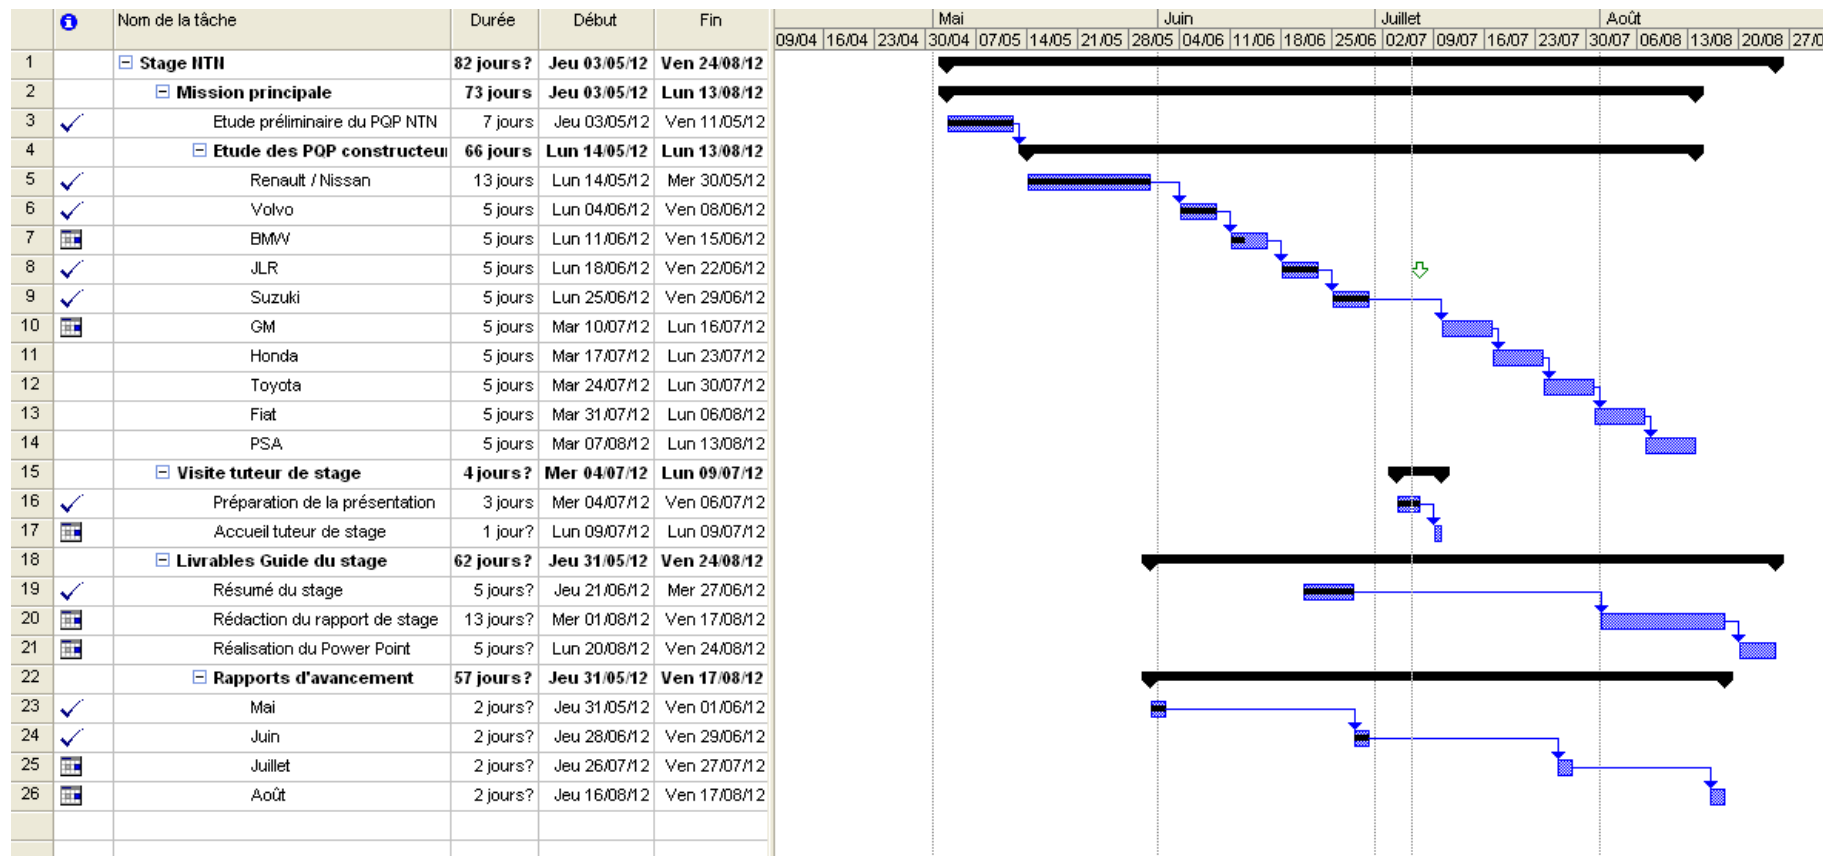 Nom de la tâche Durée Début Fin Mai Juin Juillet Août
09/04 16/04 23/04 30/04 07/05 14/05 21/05 28/05 04/06 11/06 18/06 25/06 02/07 09/07 16/07 23/07 30/07 06/08 13/08 20/08 27/0
1 Stage NTN 82 jours? Jeu 03/05/12 Ven 24/08/12
2 Mission principale 73 jours Jeu 03/05/12 Lun 13/08/12
3 Etude préliminaire du PQP NTN 7 jours Jeu 03/05/12 Ven 11/05/12
4 Etude des PQP constructeur 66 jours Lun 14/05/12 Lun 13/08/12
5 Renault / Nissan 13 jours Lun 14/05/12 Mer 30/05/12
6 Volvo 5 jours Lun 04/06/12 Ven 08/06/12
7 BMW 5 jours Lun 11/06/12 Ven 15/06/12
8 JLR 5 jours Lun 18/06/12 Ven 22/06/12
9 Suzuki 5 jours Lun 25/06/12 Ven 29/06/12
10 GM 5 jours Mar 10/07/12 Lun 16/07/12
11 Honda 5 jours Mar 17/07/12 Lun 23/07/12
12 Toyota 5 jours Mar 24/07/12 Lun 30/07/12
13 Fiat 5 jours Mar 31/07/12 Lun 06/08/12
14 PSA 5 jours Mar 07/08/12 Lun 13/08/12
15 Visite tuteur de stage 4 jours? Mer 04/07/12 Lun 09/07/12
16 Préparation de la présentation 3 jours Mer 04/07/12 Ven 06/07/12
17 Accueil tuteur de stage 1 jour? Lun 09/07/12 Lun 09/07/12
18 Livrables Guide du stage 62 jours? Jeu 31/05/12 Ven 24/08/12
19 Résumé du stage 5 jours? Jeu 21/06/12 Mer 27/06/12
20 Rédaction du rapport de stage 13 jours? Mer 01/08/12 Ven 17/08/12
21 Réalisation du Power Point 5 jours? Lun 20/08/12 Ven 24/08/12
22 Rapports d'avancement 57 jours? Jeu 31/05/12 Ven 17/08/12
23 Mai 2 jours? Jeu 31/05/12 Ven 01/06/12
24 Juin 2 jours? Jeu 28/06/12 Ven 29/06/12
25 Juillet 2 jours? Jeu 26/07/12 Ven 27/07/12
26 Août 2 jours? Jeu 16/08/12 Ven 17/08/12